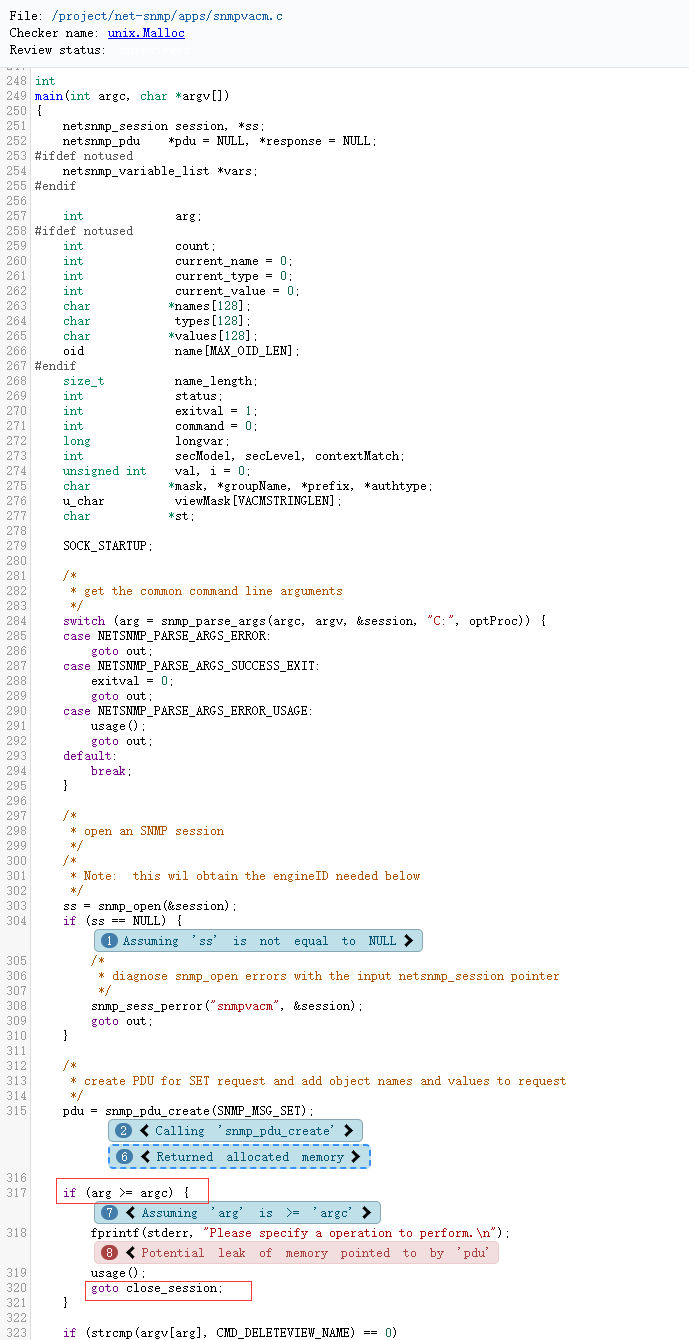 File: /project/net-snmp/apps/snmpvacm.c
Checker name: unix.Malloc
Review status:
248 int
249 main(int argc, char *argv[])
250 {
251     netsnmp_session session, *ss;
252     netsnmp_pdu    *pdu = NULL, *response = NULL;
253 #ifdef notused
254     netsnmp_variable_list *vars;
255 #endif
256
257     int             arg;
258 #ifdef notused
259     int             count;
260     int             current_name = 0;
261     int             current_type = 0;
262     int             current_value = 0;
263     char           *names[128];
264     char            types[128];
265     char           *values[128];
266     oid             name[MAX_OID_LEN];
267 #endif
268     size_t          name_length;
269     int             status;
270     int             exitval = 1;
271     int             command = 0;
272     long            longvar;
273     int             secModel, secLevel, contextMatch;
274     unsigned int    val, i = 0;
275     char           *mask, *groupName, *prefix, *authtype;
276     u_char          viewMask[VACMSTRINGLEN];
277     char           *st;
278
279     SOCK_STARTUP;
280
281     /*
282      * get the common command line arguments
283      */
284     switch (arg = snmp_parse_args(argc, argv, &session, "C:", optProc)) {
285     case NETSNMP_PARSE_ARGS_ERROR:
286         goto out;
287     case NETSNMP_PARSE_ARGS_SUCCESS_EXIT:
288         exitval = 0;
289         goto out;
290     case NETSNMP_PARSE_ARGS_ERROR_USAGE:
291         usage();
292         goto out;
293     default:
294         break;
295     }
296
297     /*
298      * open an SNMP session
299      */
300     /*
301      * Note:  this wil obtain the engineID needed below
302      */
303     ss = snmp_open(&session);
304     if (ss == NULL) {
1 Assuming 'ss' is not equal to NULL
305         /*
306          * diagnose snmp_open errors with the input netsnmp_session pointer
307          */
308         snmp_sess_perror("snmpvacm", &session);
309         goto out;
310     }
311
312     /*
313      * create PDU for SET request and add object names and values to request
314      */
315     pdu = snmp_pdu_create(SNMP_MSG_SET);
2 Calling 'snmp_pdu_create'
6 Returned allocated memory
316
317     if (arg >= argc) {
7 Assuming 'arg' is >= 'argc'
318         fprintf(stderr, "Please specify a operation to perform.\n");
8 Potential leak of memory pointed to by 'pdu'
319         usage();
320         goto close_session;
321     }
322
323     if (strcmp(argv[arg], CMD_DELETEVIEW_NAME) == 0)